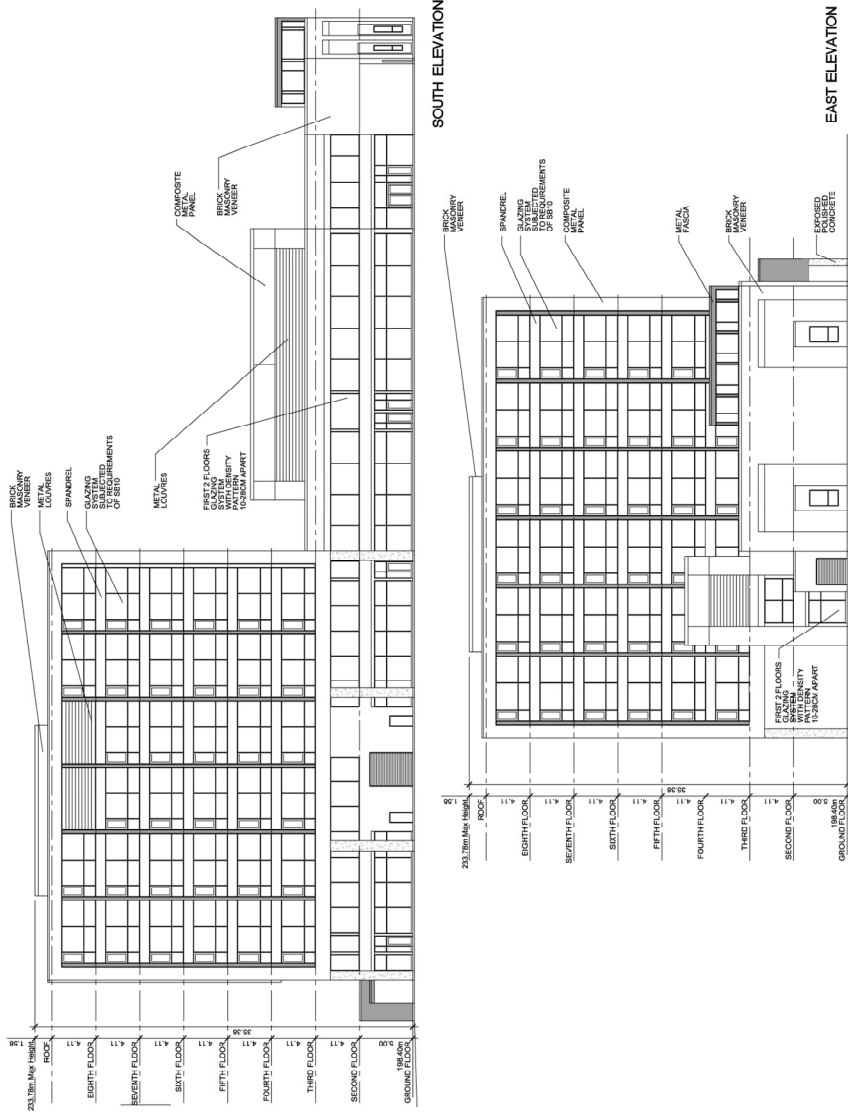 BRICK
MASONRY
VENEER
METAL
LOUVRES
SPANDREL
GLAZING
SYSTEM
SUBJECTED
TO REQUIREMENTS
OF SB10
METAL
LOUVRES
FIRST 2 FLOORS
GLAZING
SYSTEM
WITH DENSITY
PATTERN
10-28CM APART
COMPOSITE
METAL
PANEL
BRICK
MASONRY
VENEER
233.78m Max Height
1.58
ROOF
4.11
EIGHTH FLOOR
4.11
SEVENTH FLOOR
4.11
SIXTH FLOOR
4.11
FIFTH FLOOR
4.11
FOURTH FLOOR
4.11
THIRD FLOOR
4.11
SECOND FLOOR
5.00
198.40m
GROUND FLOOR
35.38
SOUTH ELEVATION
BRICK
MASONRY
VENEER
SPANDREL
GLAZING
SYSTEM
SUBJECTED
TO REQUIREMENTS
OF SB10
COMPOSITE
METAL
PANEL
METAL
FASCIA
BRICK
MASONRY
VENEER
EXPOSED
POLISHED
CONCRETE
FIRST 2 FLOORS
GLAZING
SYSTEM
WITH DENSITY
PATTERN
10-28CM APART
233.78m Max Height
1.58
ROOF
4.11
EIGHTH FLOOR
4.11
SEVENTH FLOOR
4.11
SIXTH FLOOR
4.11
FIFTH FLOOR
4.11
FOURTH FLOOR
4.11
THIRD FLOOR
4.11
SECOND FLOOR
5.00
198.40m
GROUND FLOOR
35.38
EAST ELEVATION